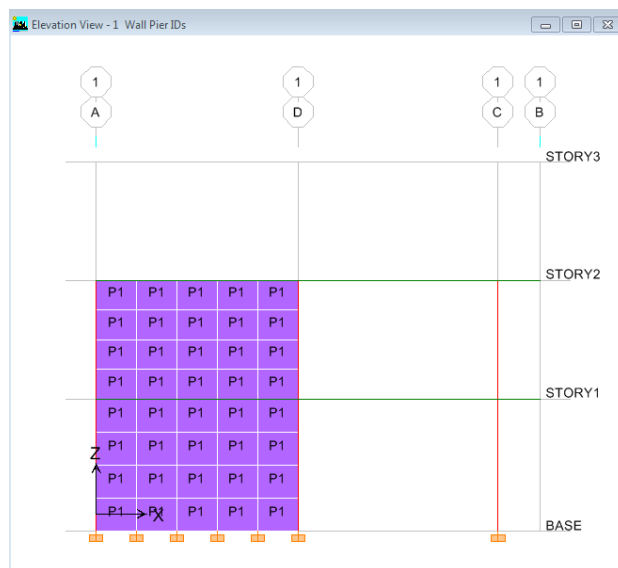 Elevation View - 1 Wall Pier IDs
1 1 1 1
A D C B
STORY3
STORY2
P1 P1 P1 P1 P1
P1 P1 P1 P1 P1
P1 P1 P1 P1 P1
P1 P1 P1 P1 P1
STORY1
P1 P1 P1 P1 P1
P1 P1 P1 P1 P1
Z
P1 P1 P1 P1 P1
P1 P1 P1 P1 P1
X
BASE